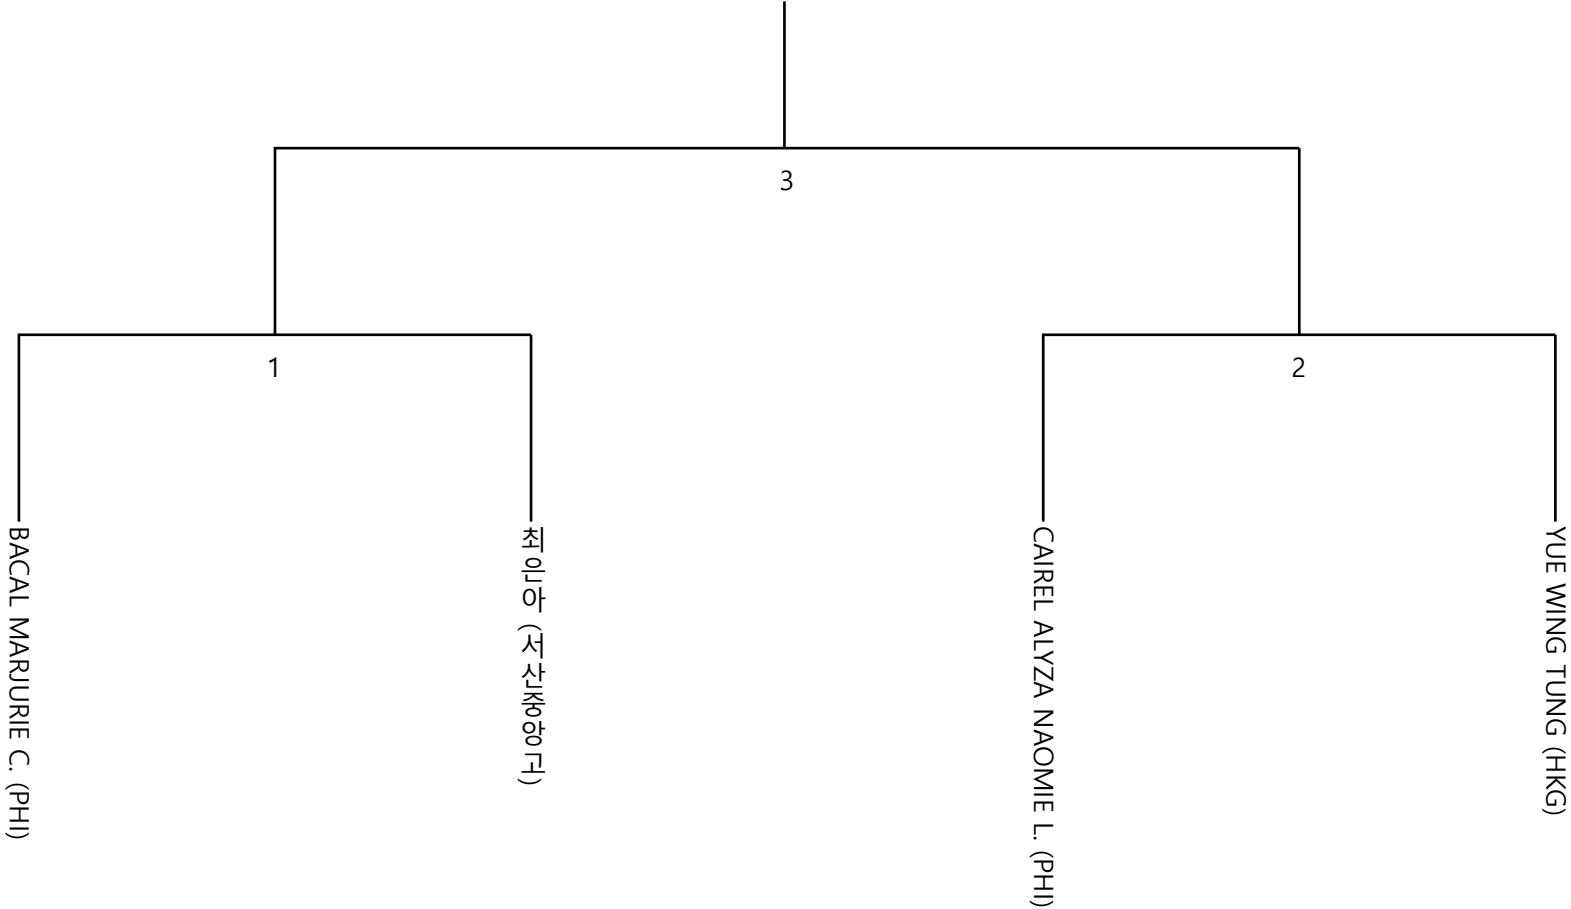 3
1
2
BACAL MARJURIE C. (PHI)
최은아 (서산중앙고)
CAIREL ALYZA NAOMIE L. (PHI)
YUE WING TUNG (HKG)